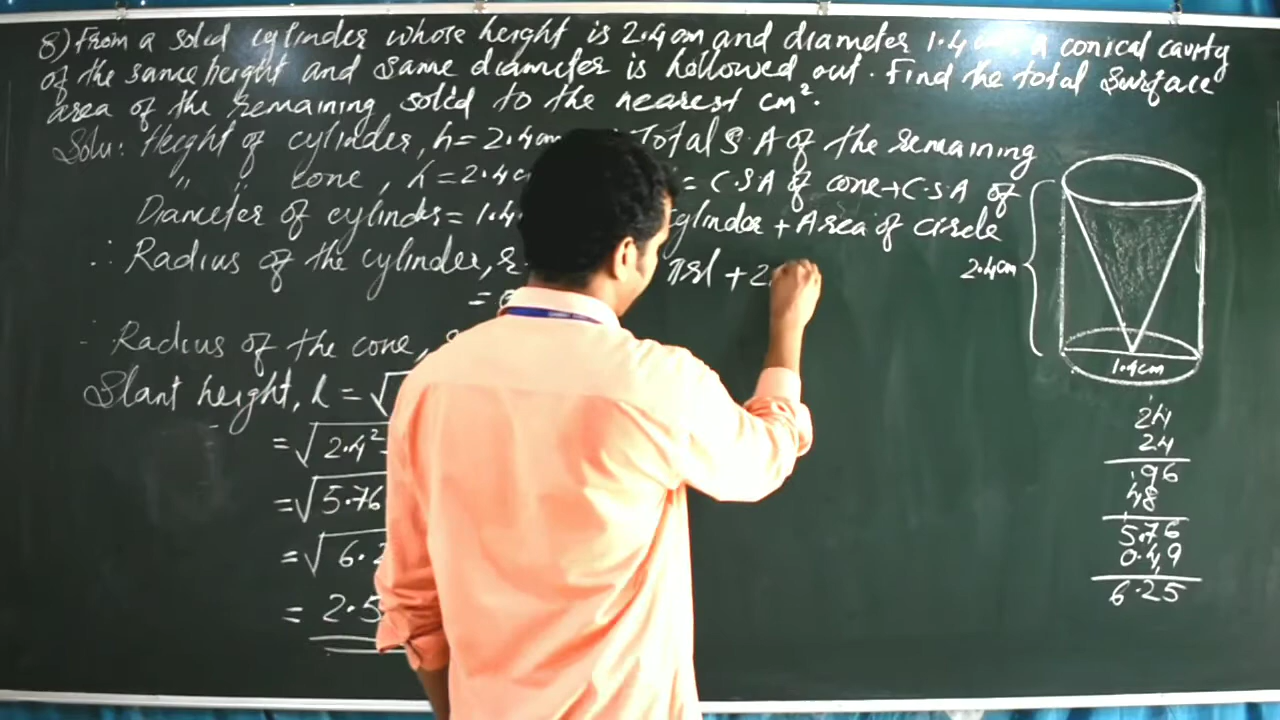 8) From a solid cylinder whose height is 2.4 cm and diameter 1.4 A conical cavity
of the same height and same diameter is hollowed out. Find the total Surface
area of the remaining solid to the nearest cm².
Solu: Height of cylinder, h = 2.4 cm
" " cone, h = 2.4
Diameter of cylinder = 1.4
∴ Radius of the cylinder,
=
∴ Radius of the cone,
Slant height, l = √
= √2.4²
= √5.76
= √6.2
= 2.5
Total S.A of the remaining
= C.S.A of cone + C.S.A of
cylinder + Area of circle
πrl + 2
2.4cm
1.4cm
24
24
96
48
5.76
0.49
6.25